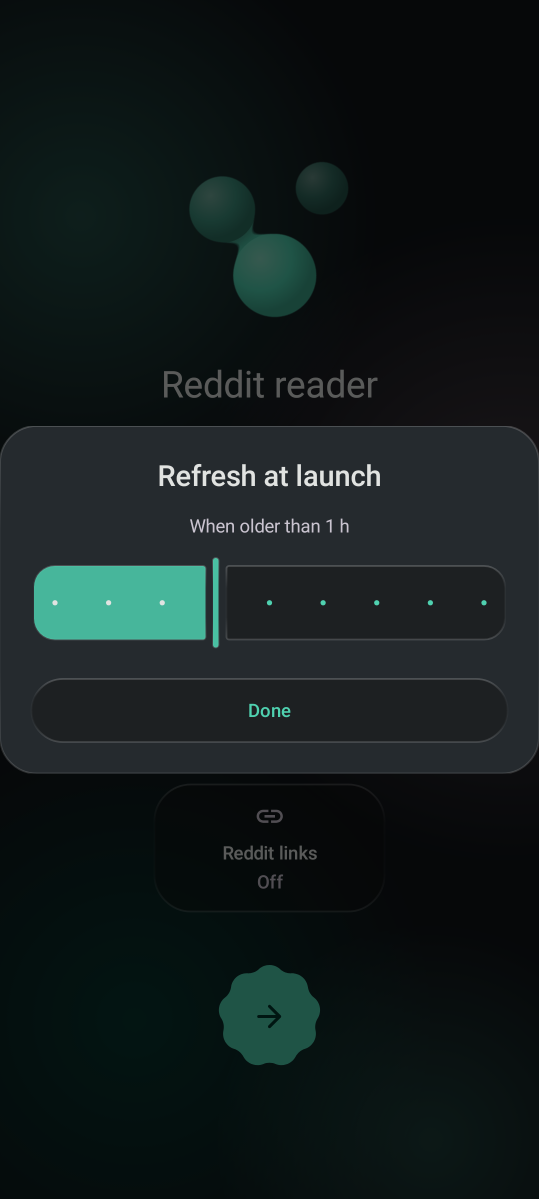 Reddit reader
Refresh at launch
When older than 1 h
Done
Reddit links
Off